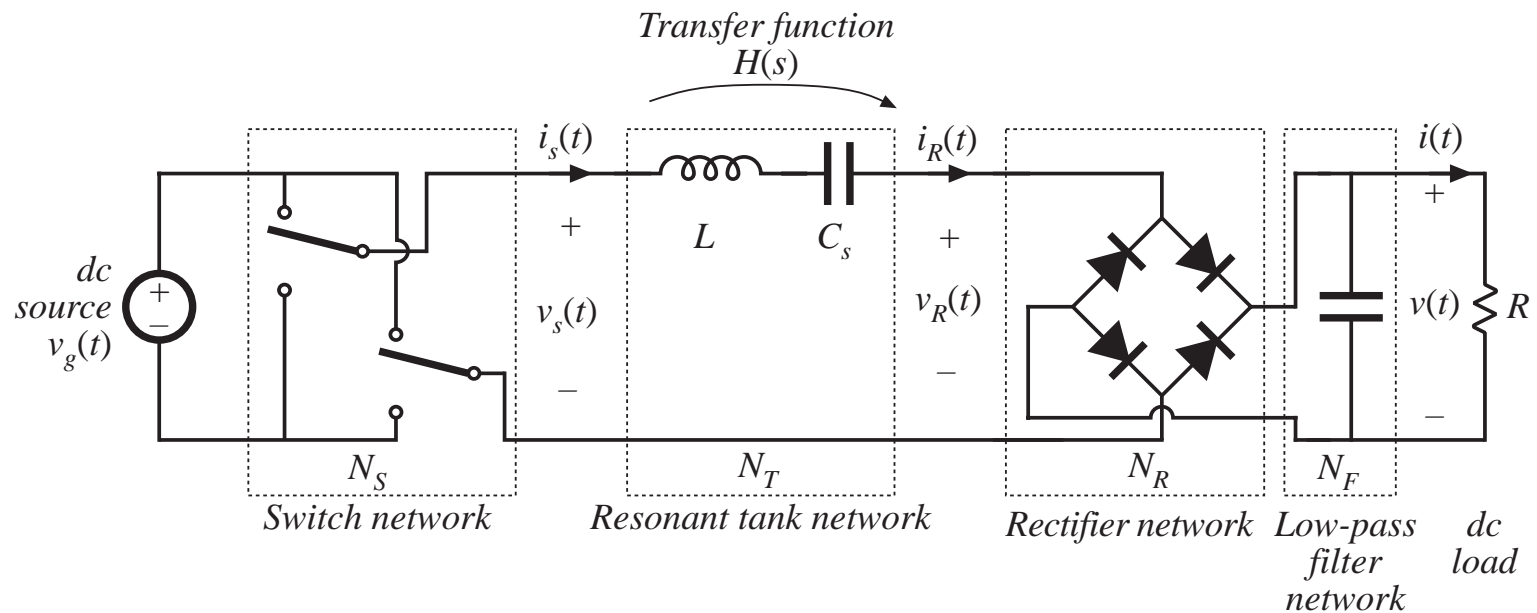 Transfer function
H(s)
i_s(t)
i_R(t)
i(t)
+
+
+
L
C_s
dc
source
v_g(t)
+
–
v_s(t)
v_R(t)
v(t)
R
–
–
–
N_S
N_T
N_R
N_F
Switch network
Resonant tank network
Rectifier network
Low-pass
filter
network
dc
load